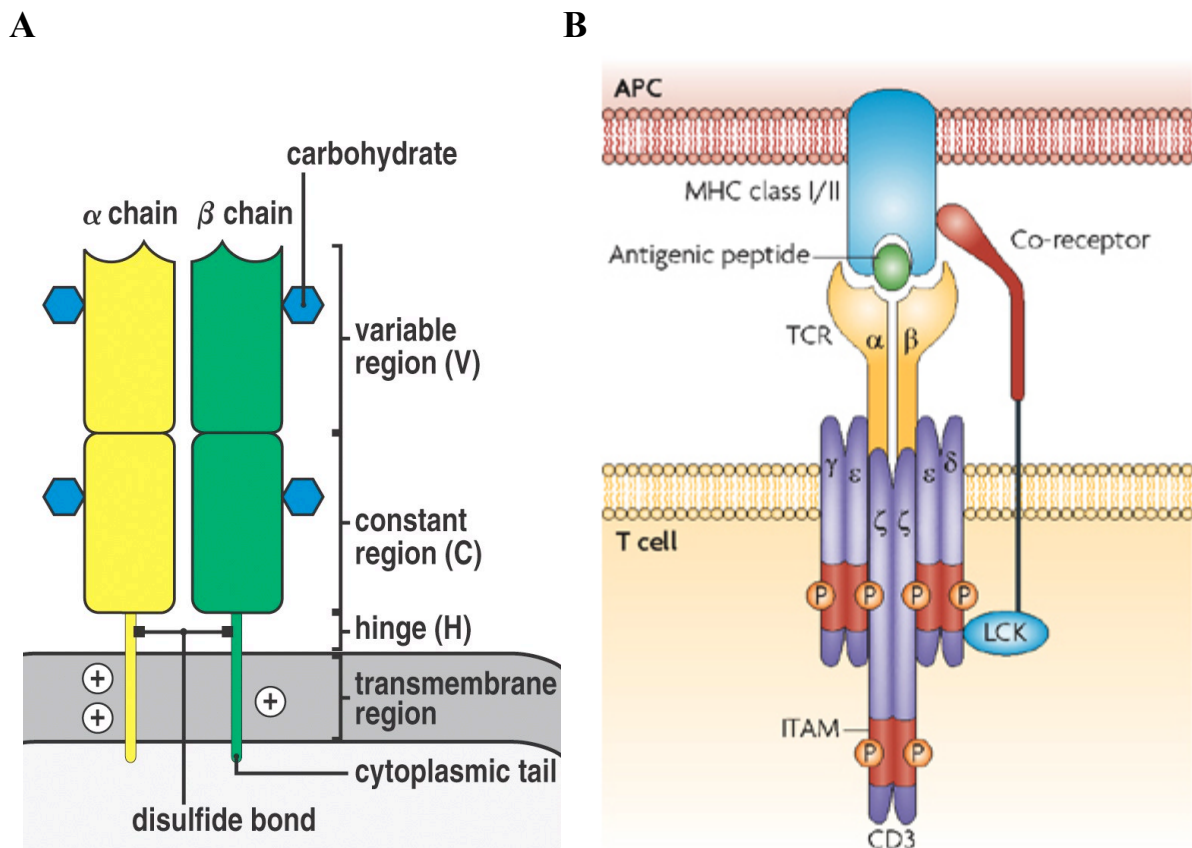 A
carbohydrate
α chain
β chain
variable
region (V)
constant
region (C)
hinge (H)
+
+
+
transmembrane
region
cytoplasmic tail
disulfide bond
B
APC
MHC class I/II
Co-receptor
Antigenic peptide
TCR
α
β
γ
ε
ζ
ζ
ε
δ
T cell
P
P
P
P
LCK
ITAM
P
P
CD3